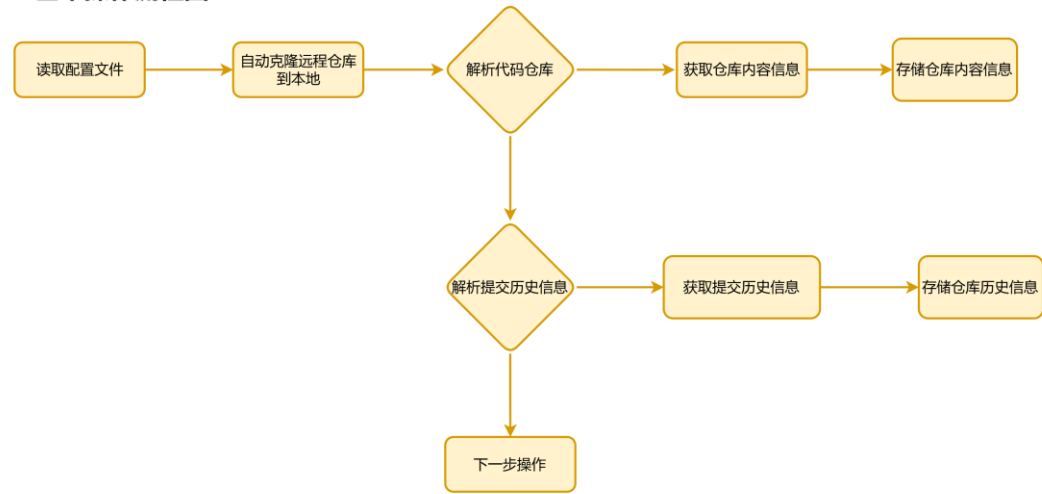 读取配置文件
自动克隆远程仓库
到本地
解析代码仓库
获取仓库内容信息
存储仓库内容信息
解析提交历史信息
获取提交历史信息
存储仓库历史信息
下一步操作